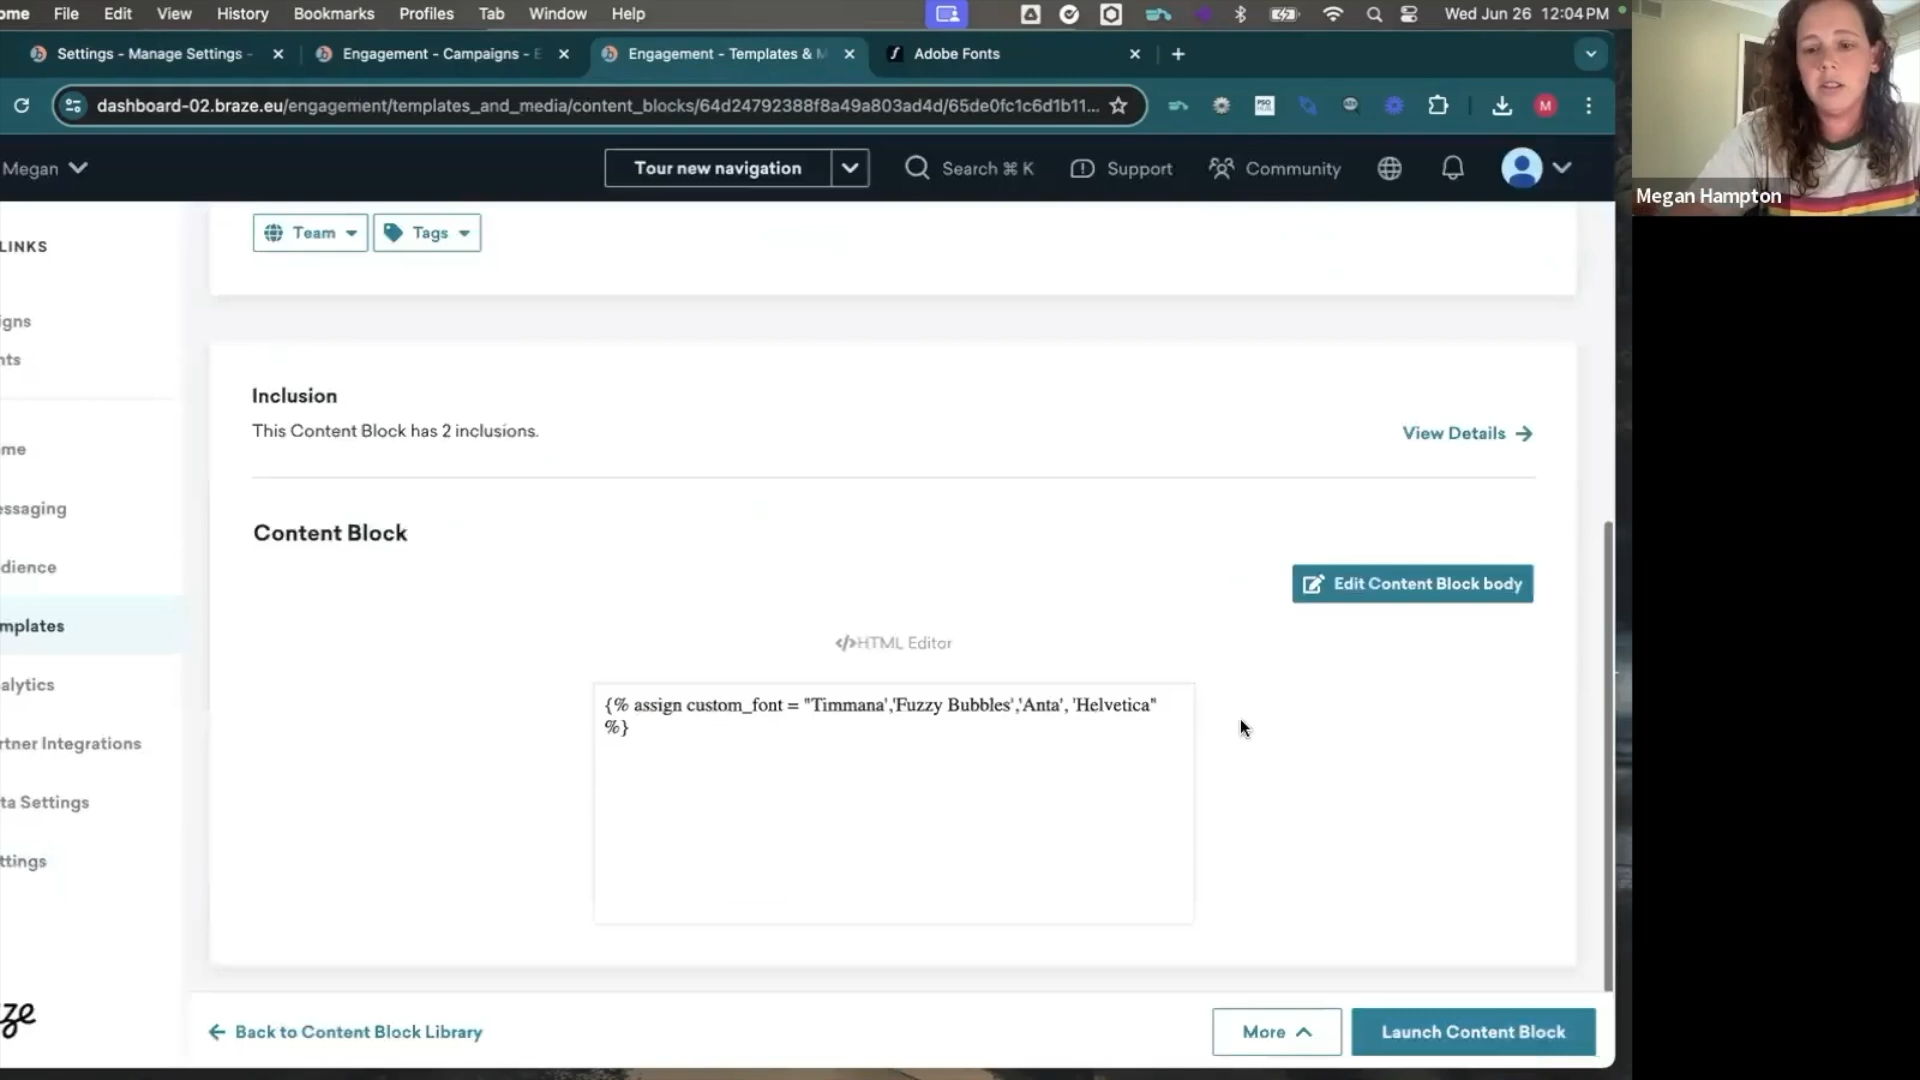 ome File Edit View History Bookmarks Profiles Tab Window Help Wed Jun 26 12:04 PM
Settings - Manage Settings - Engagement - Campaigns - E Engagement - Templates & M Adobe Fonts
dashboard-02.braze.eu/engagement/templates_and_media/content_blocks/64d24792388f8a49a803ad4d/65de0fc1c6d1b11... M
Megan Tour new navigation Search ⌘ K Support Community
Megan Hampton
LINKS
Team Tags
igns
nts
Inclusion
This Content Block has 2 inclusions.
View Details →
me
essaging
Content Block
dience
Edit Content Block body
mplates
</>HTML Editor
alytics
{% assign custom_font = "Timmana','Fuzzy Bubbles','Anta', 'Helvetica"
%}
rtner Integrations
ta Settings
ttings
ze
← Back to Content Block Library
More
Launch Content Block